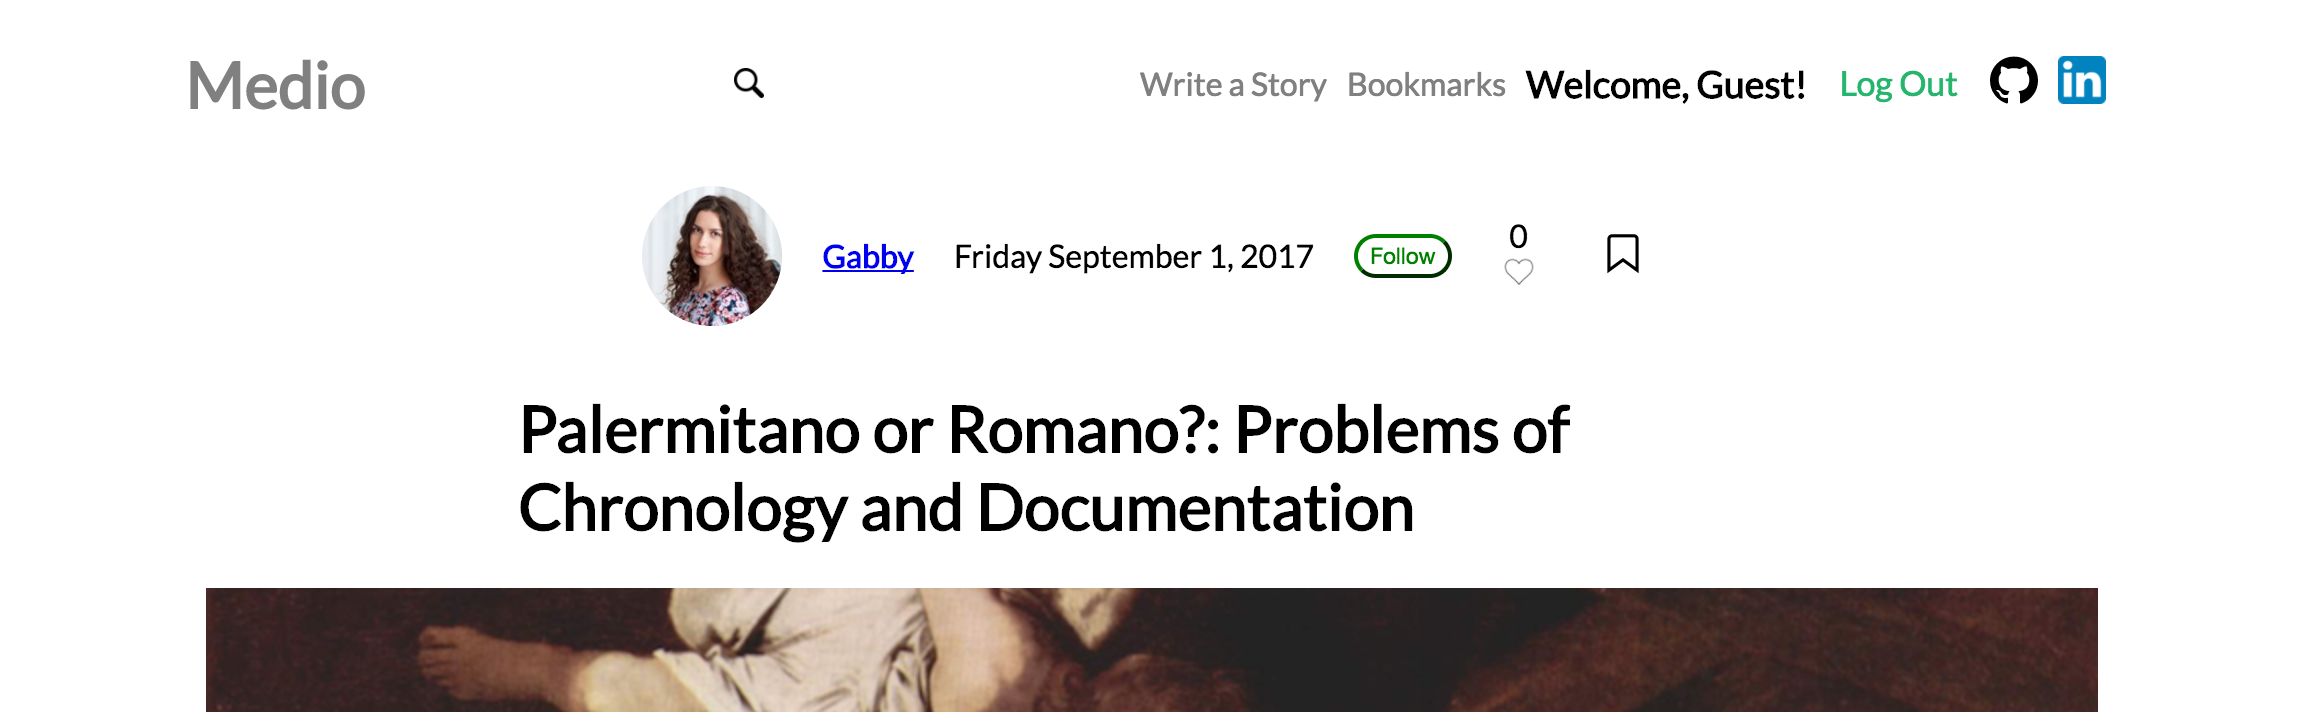 Medio
Write a Story Bookmarks Welcome, Guest! Log Out in
Gabby Friday September 1, 2017 Follow 0
Palermitano or Romano?: Problems of
Chronology and Documentation